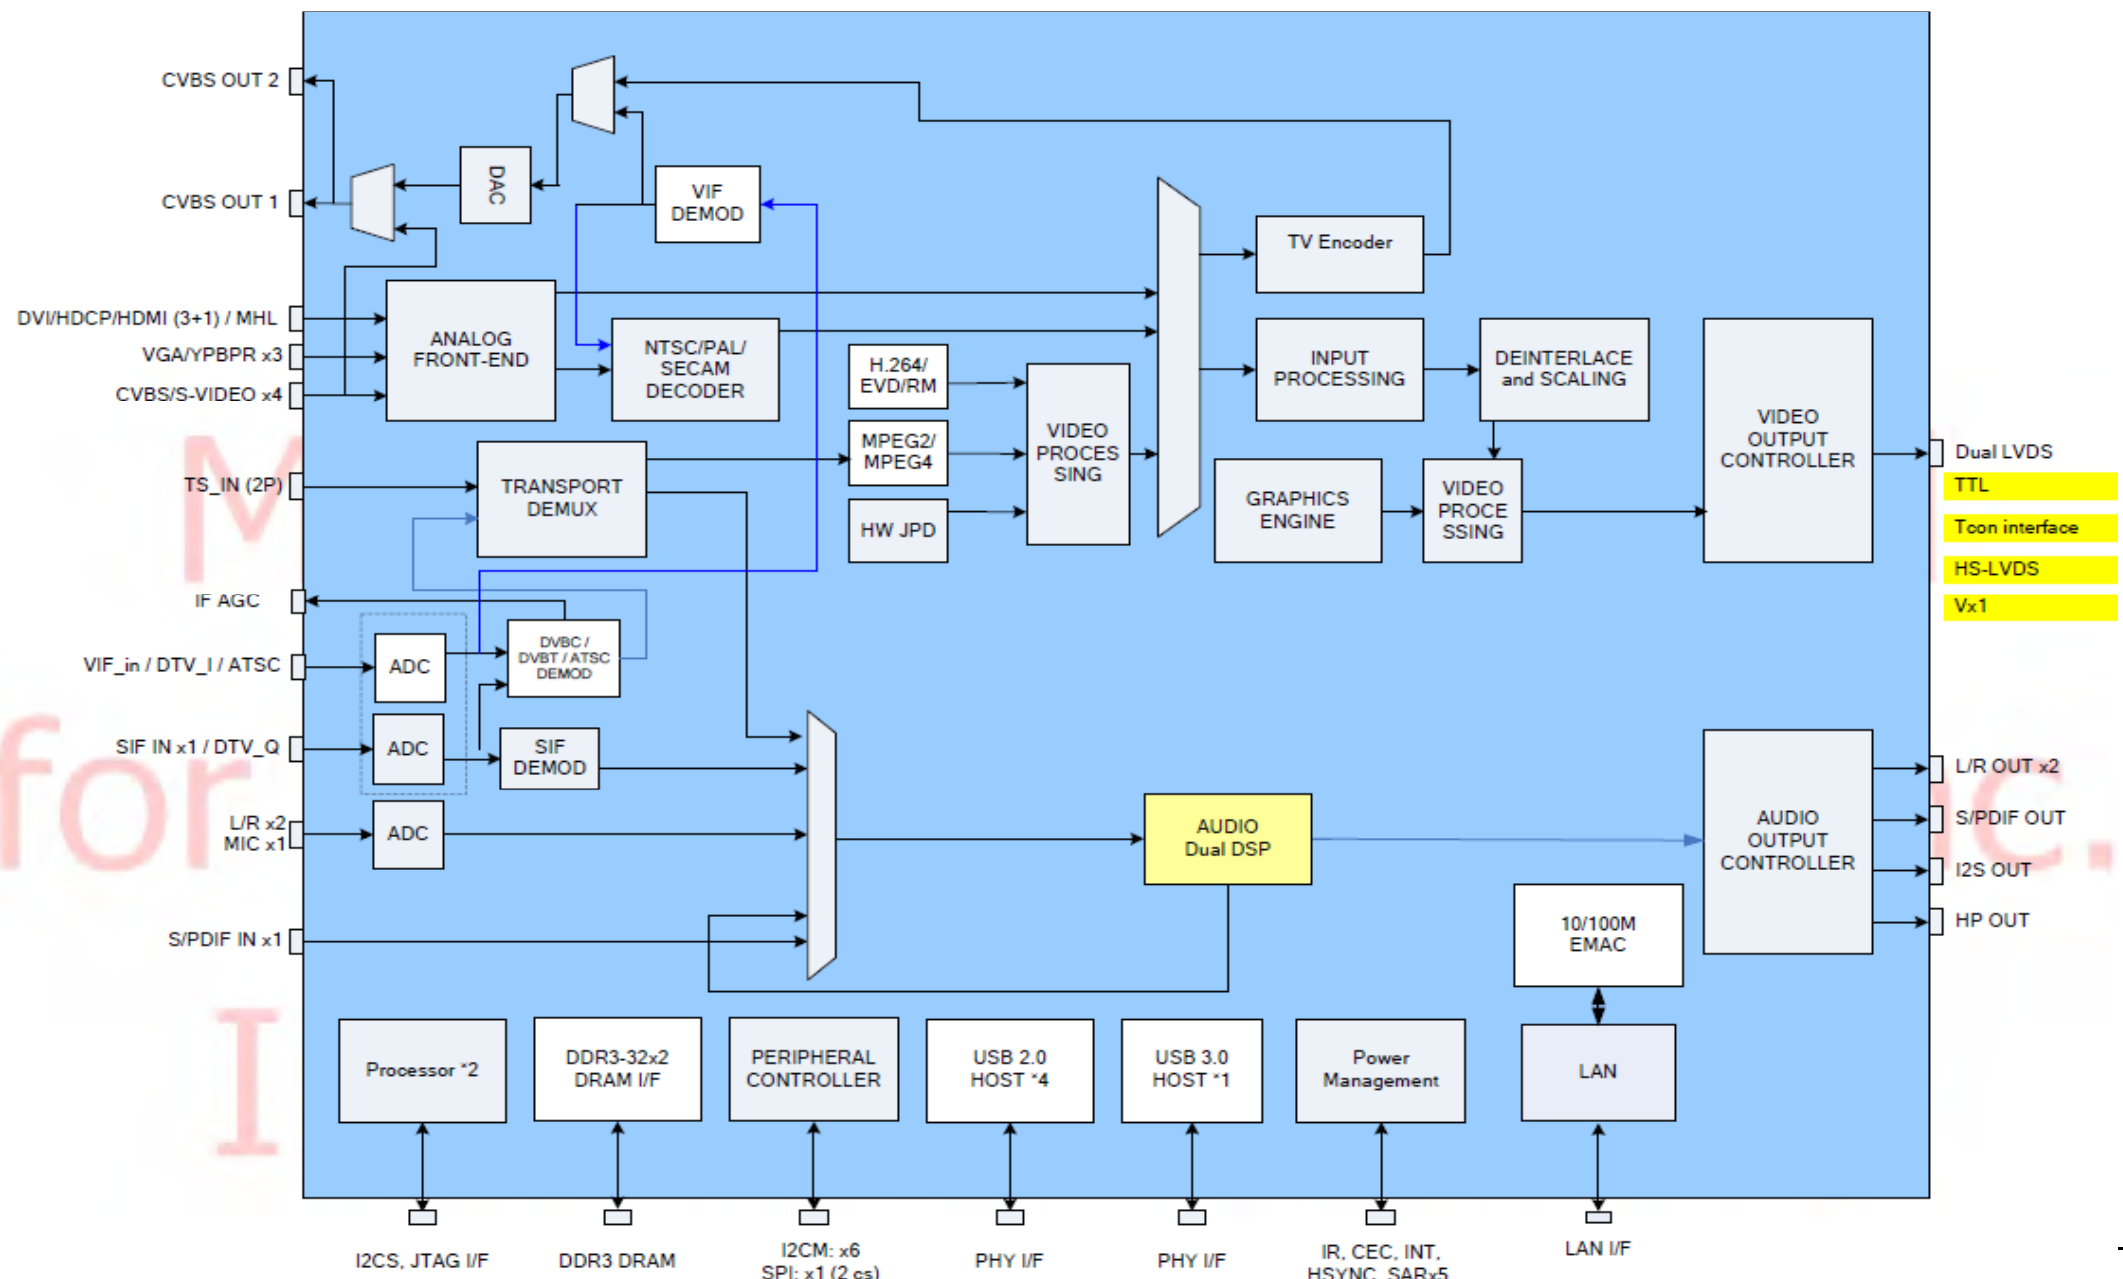 CVBS OUT 2
CVBS OUT 1
DAC
VIF
DEMOD
TV Encoder
DVI/HDCP/HDMI (3+1) / MHL
VGA/YPBPR x3
CVBS/S-VIDEO x4
ANALOG
FRONT-END
NTSC/PAL/
SECAM
DECODER
H.264/
EVD/RM
MPEG2/
MPEG4
HW JPD
VIDEO
PROCES
SING
INPUT
PROCESSING
DEINTERLACE
and SCALING
GRAPHICS
ENGINE
VIDEO
PROCE
SSING
VIDEO
OUTPUT
CONTROLLER
Dual LVDS
TTL
Tcon interface
HS-LVDS
Vx1
TS_IN (2P)
TRANSPORT
DEMUX
IF AGC
VIF_in / DTV_I / ATSC
ADC
DVBC /
DVBT / ATSC
DEMOD
SIF IN x1 / DTV_Q
ADC
SIF
DEMOD
L/R x2
MIC x1
ADC
S/PDIF IN x1
AUDIO
Dual DSP
AUDIO
OUTPUT
CONTROLLER
L/R OUT x2
S/PDIF OUT
I2S OUT
HP OUT
10/100M
EMAC
LAN
Processor *2
DDR3-32x2
DRAM I/F
PERIPHERAL
CONTROLLER
USB 2.0
HOST *4
USB 3.0
HOST *1
Power
Management
I2CS, JTAG I/F
DDR3 DRAM
I2CM: x6
SPI: x1 (2 cs)
PHY I/F
PHY I/F
IR, CEC, INT,
HSYNC, SARx5
LAN I/F
for